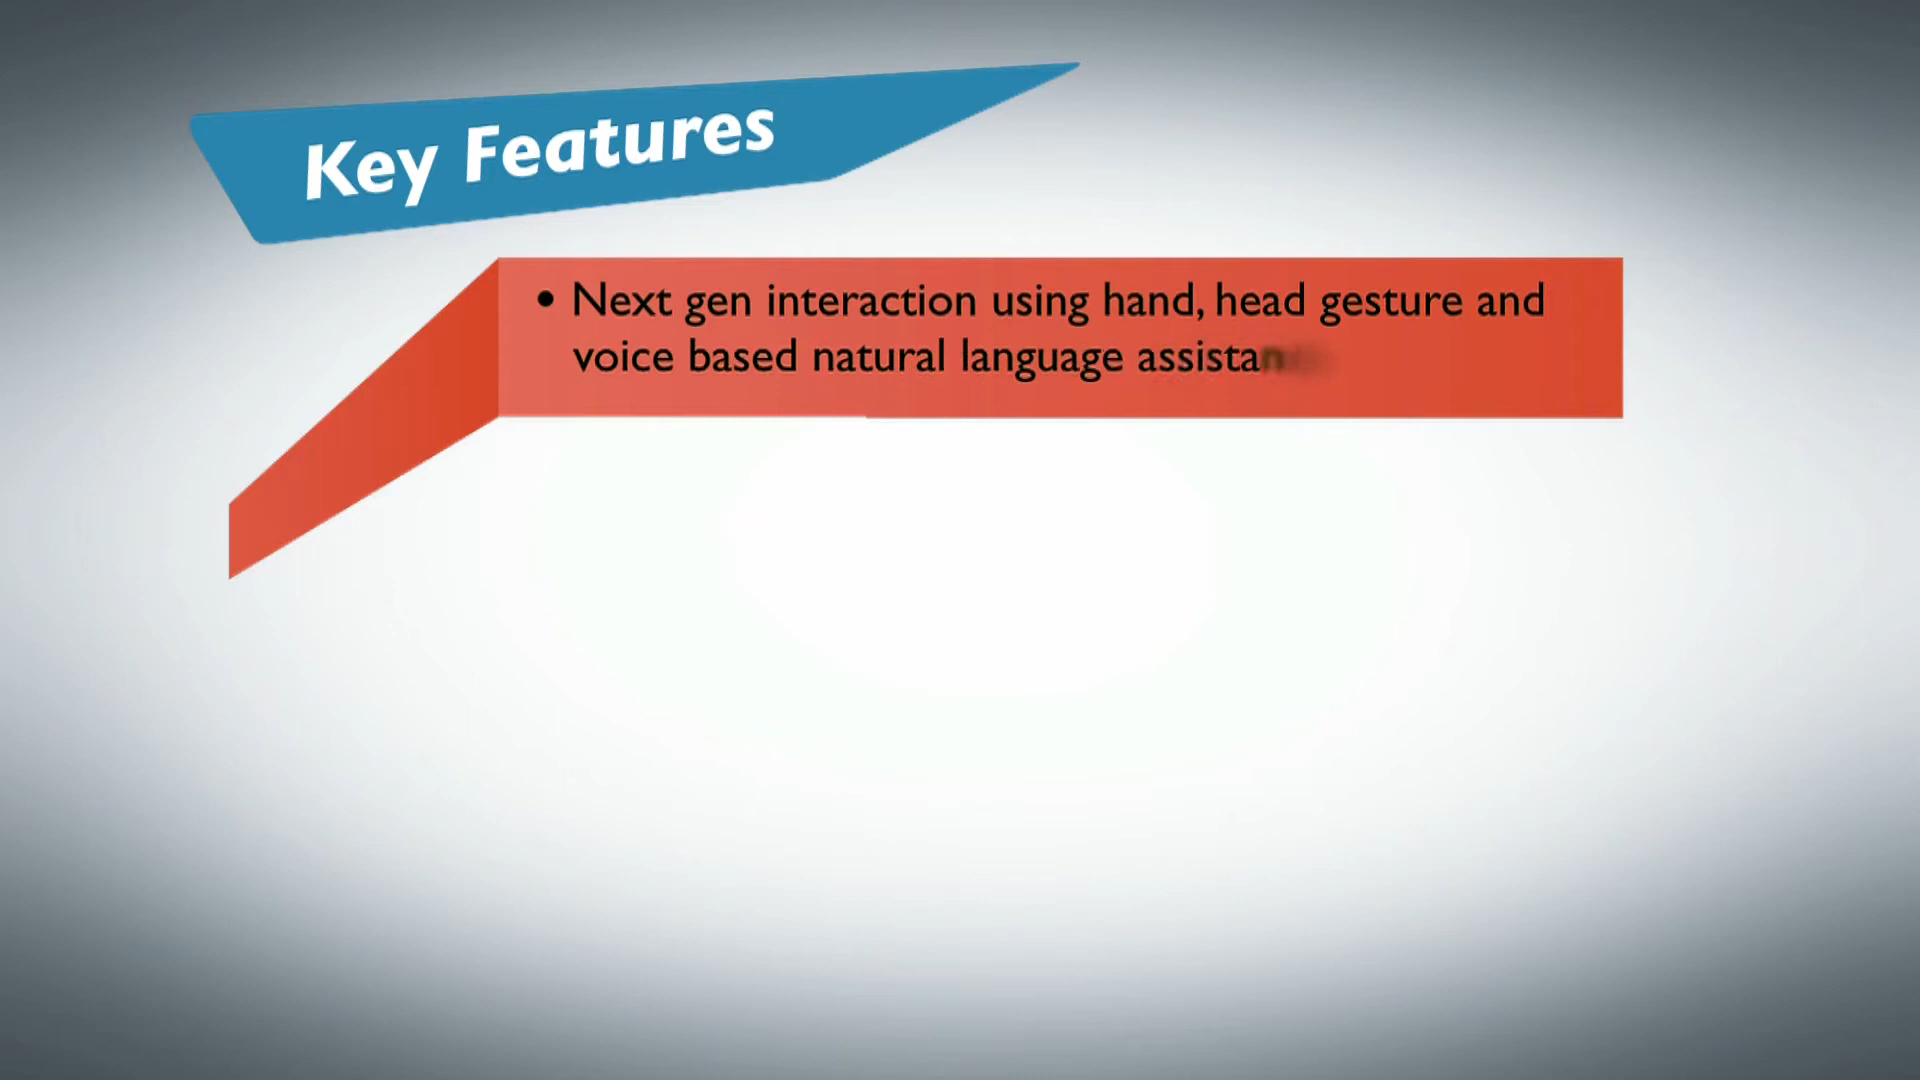 Key Features
• Next gen interaction using hand, head gesture and
voice based natural language